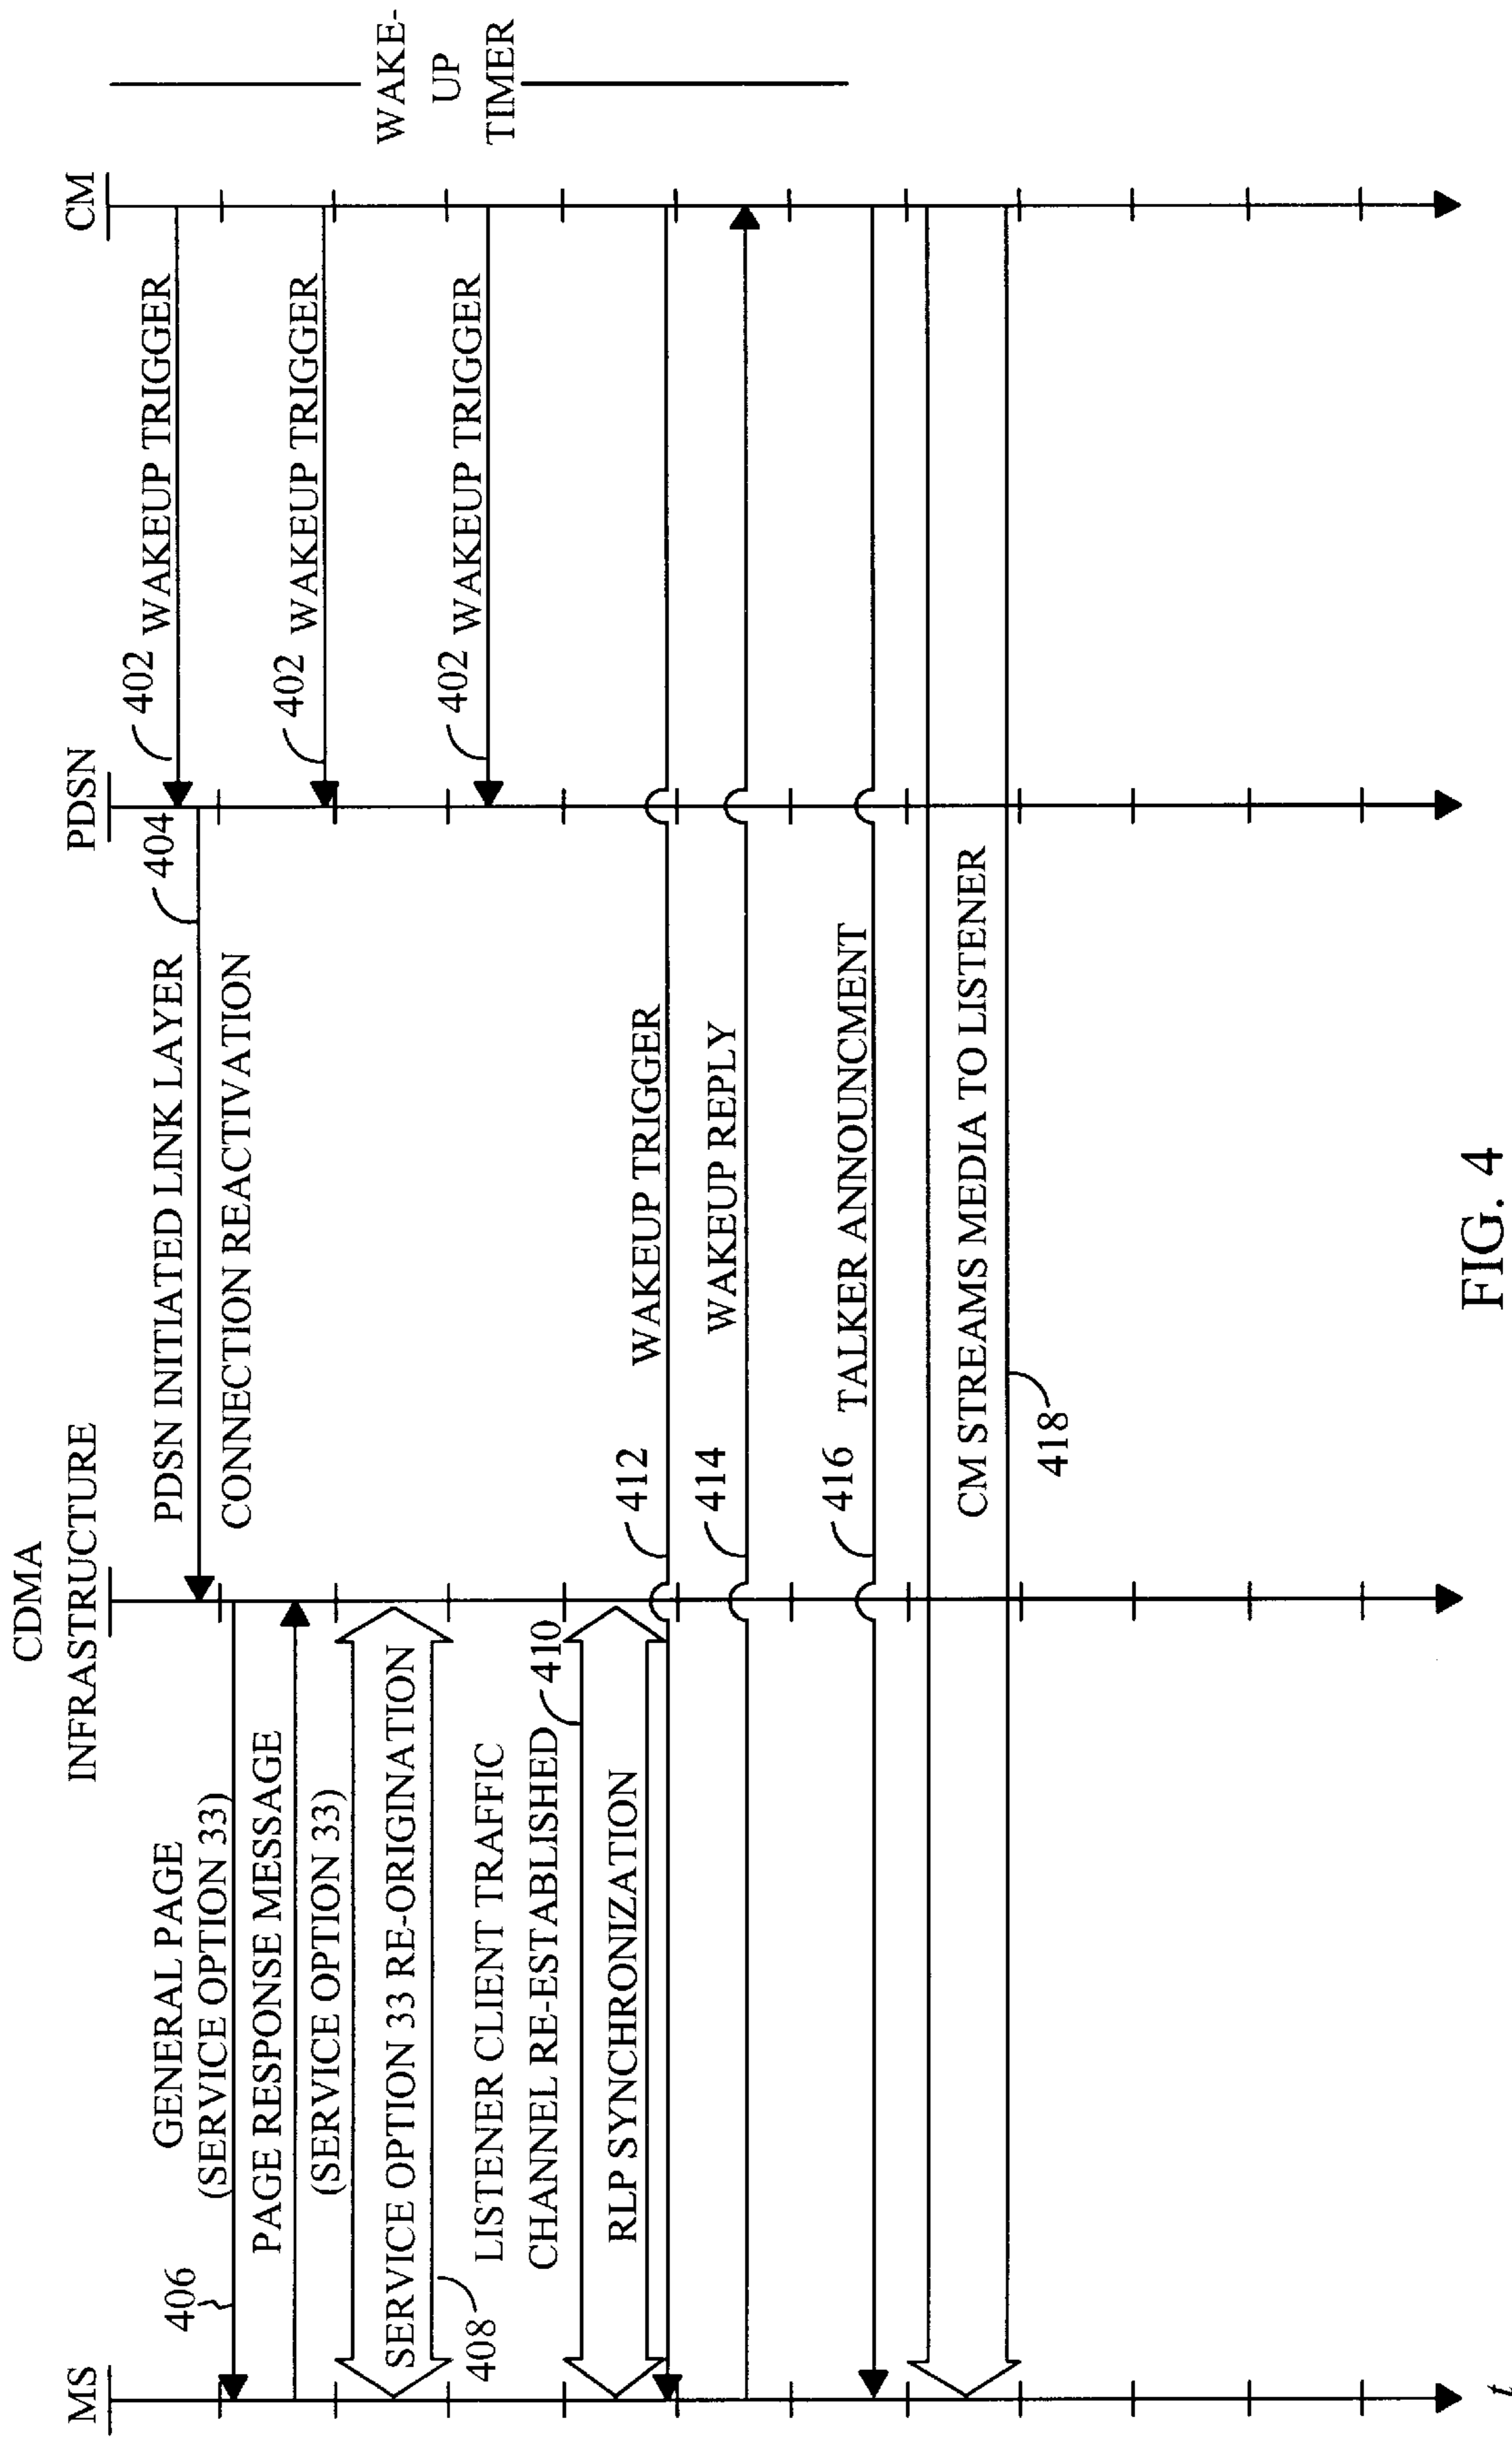 MS
CDMA
INFRASTRUCTURE
PDSN
CM
402
WAKEUP TRIGGER
404
PDSN INITIATED LINK LAYER
CONNECTION REACTIVATION
406
GENERAL PAGE
(SERVICE OPTION 33)
PAGE RESPONSE MESSAGE
(SERVICE OPTION 33)
402
WAKEUP TRIGGER
SERVICE OPTION 33 RE-ORIGINATION
408
402
WAKEUP TRIGGER
WAKE-
UP
TIMER
LISTENER CLIENT TRAFFIC
CHANNEL RE-ESTABLISHED
410
RLP SYNCHRONIZATION
412
WAKEUP TRIGGER
414
WAKEUP REPLY
416
TALKER ANNOUNCMENT
CM STREAMS MEDIA TO LISTENER
418
t
FIG. 4